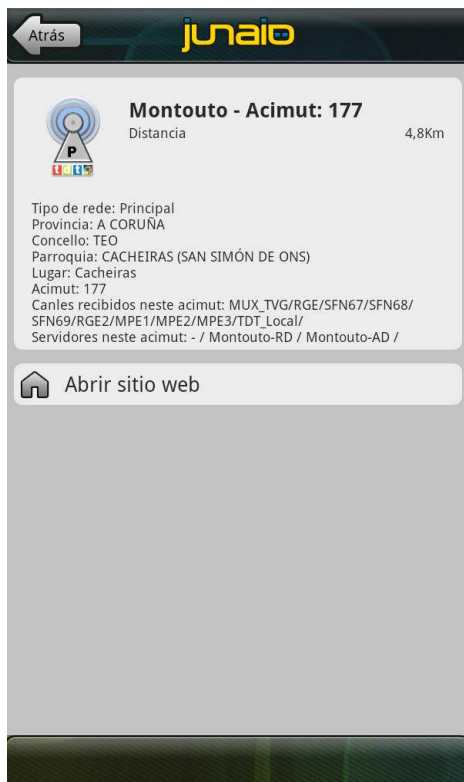 Atrás
junaio
Montouto - Acimut: 177
Distancia 4,8Km
P
tdt
Tipo de rede: Principal
Provincia: A CORUÑA
Concello: TEO
Parroquia: CACHEIRAS (SAN SIMÓN DE ONS)
Lugar: Cacheiras
Acimut: 177
Canles recibidos neste acimut: MUX_TVG/RGE/SFN67/SFN68/
SFN69/RGE2/MPE1/MPE2/MPE3/TDT_Local/
Servidores neste acimut: - / Montouto-RD / Montouto-AD /
Abrir sitio web